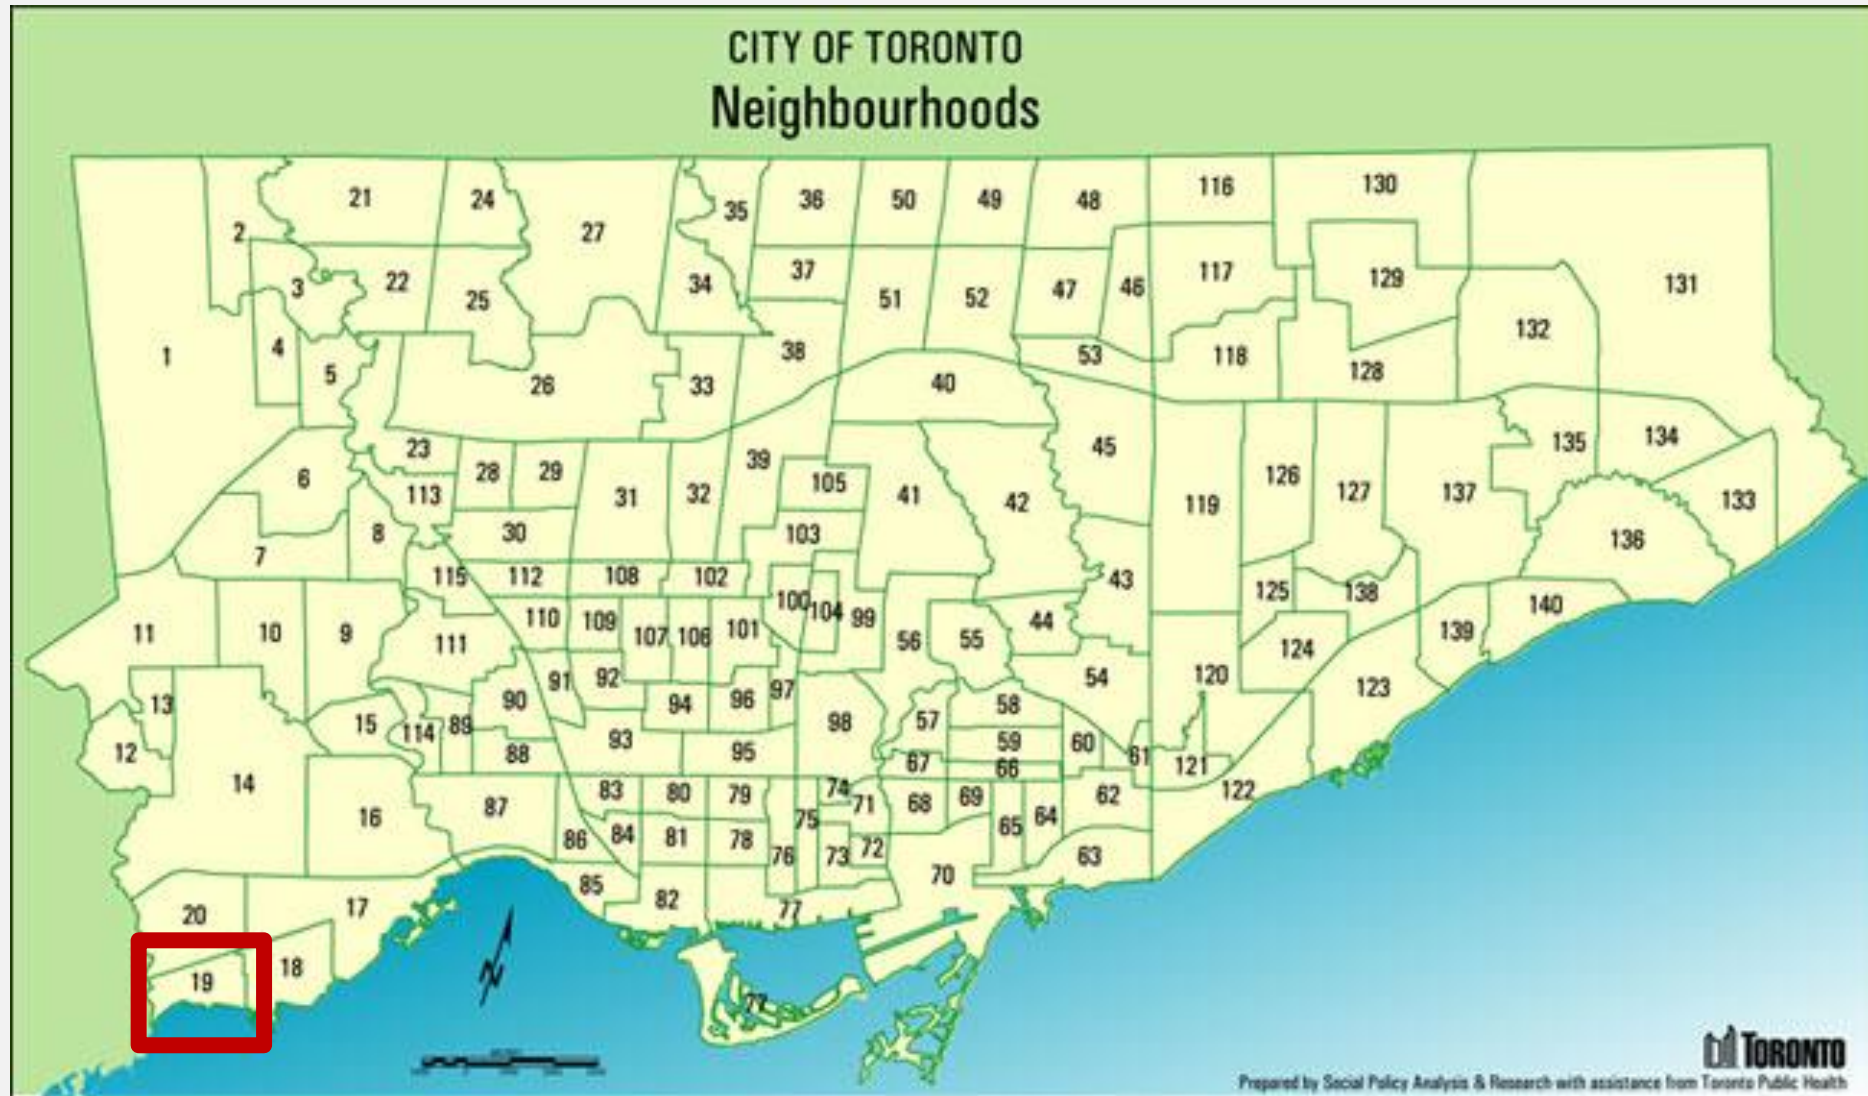 CITY OF TORONTO
Neighbourhoods
116 130
21 24 36 50 49 48
35
2 27
117
37 129
3 22 34 51 52 47 46 131
25
132
1 4 38 53 118
5 26 33 40 128
23 45 134
6 28 29 39 135
113 31 32 105 41 42 126 127 137 133
119
8 30 103 136
7
115 112 108 102 43
100 125 138 140
11 10 9 110 109 107 106 101 104 99 56 55 44 139
111 124
91 92 97 54 120 123
13 90 94 96
15 114 89 98 57 58
12 93 95 59 60
88 67 66 61 121
14 83 80 79 74 71 68 69 62 122
16 87 86 84 81 78 75 65 64
76 73 72 63
85 70
20 17 82 77
19 18
77
N
TORONTO
Prepared by Social Policy Analysis & Research with assistance from Toronto Public Health